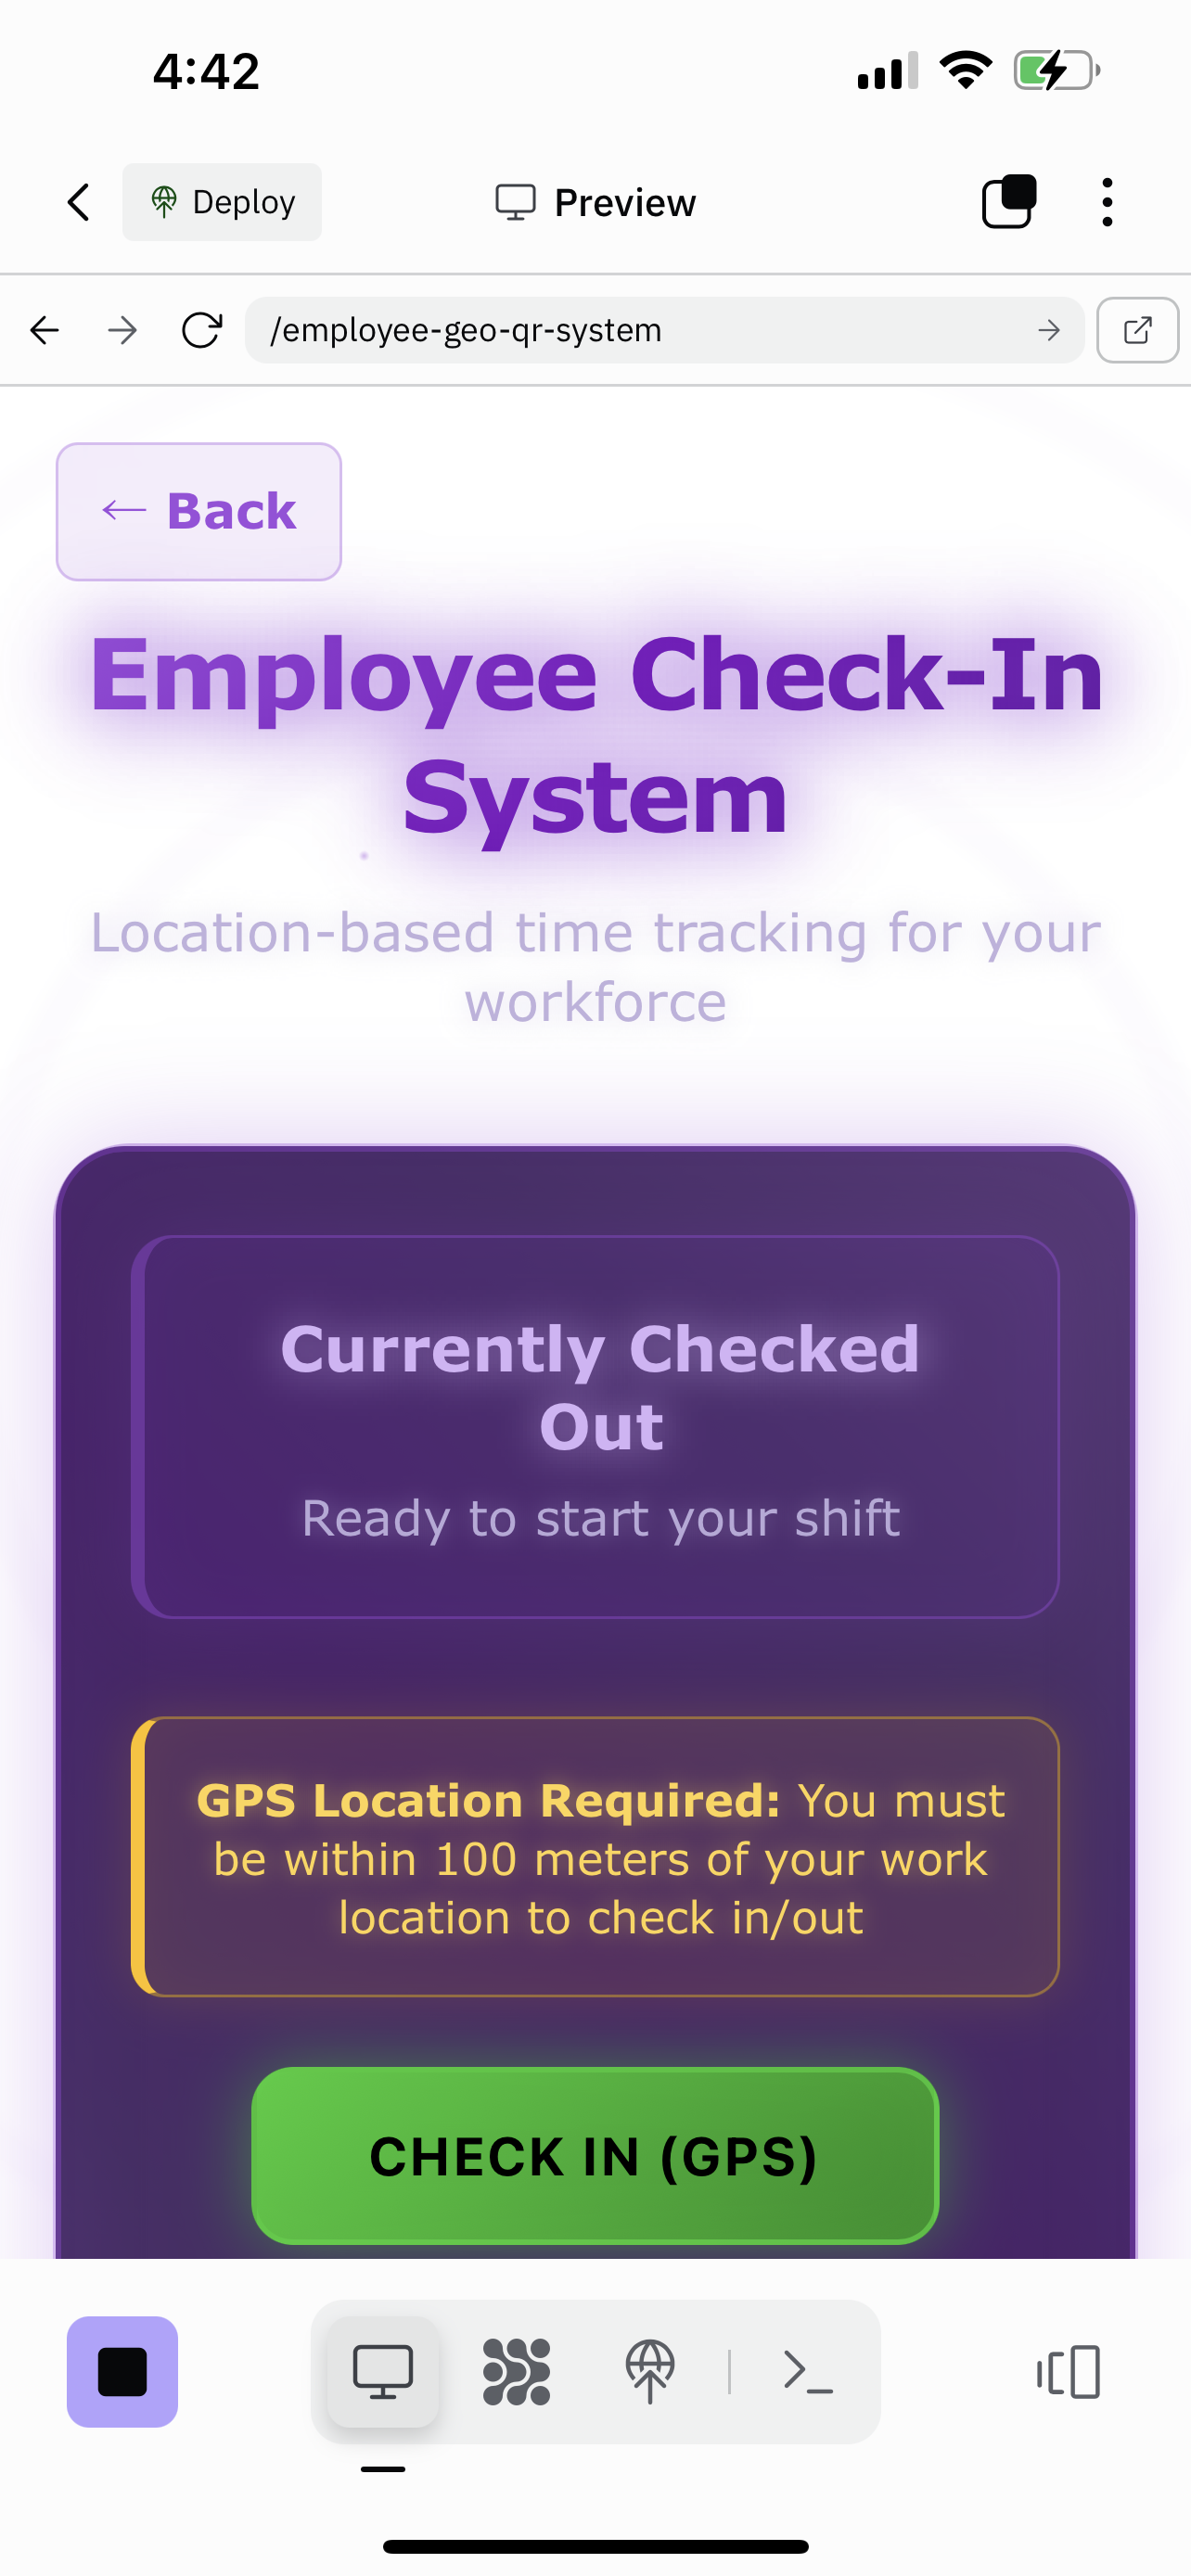 4:42
Deploy
Preview
/employee-geo-qr-system
← Back
Employee Check-In
System
Location-based time tracking for your
workforce
Currently Checked
Out
Ready to start your shift
GPS Location Required: You must
be within 100 meters of your work
location to check in/out
CHECK IN (GPS)